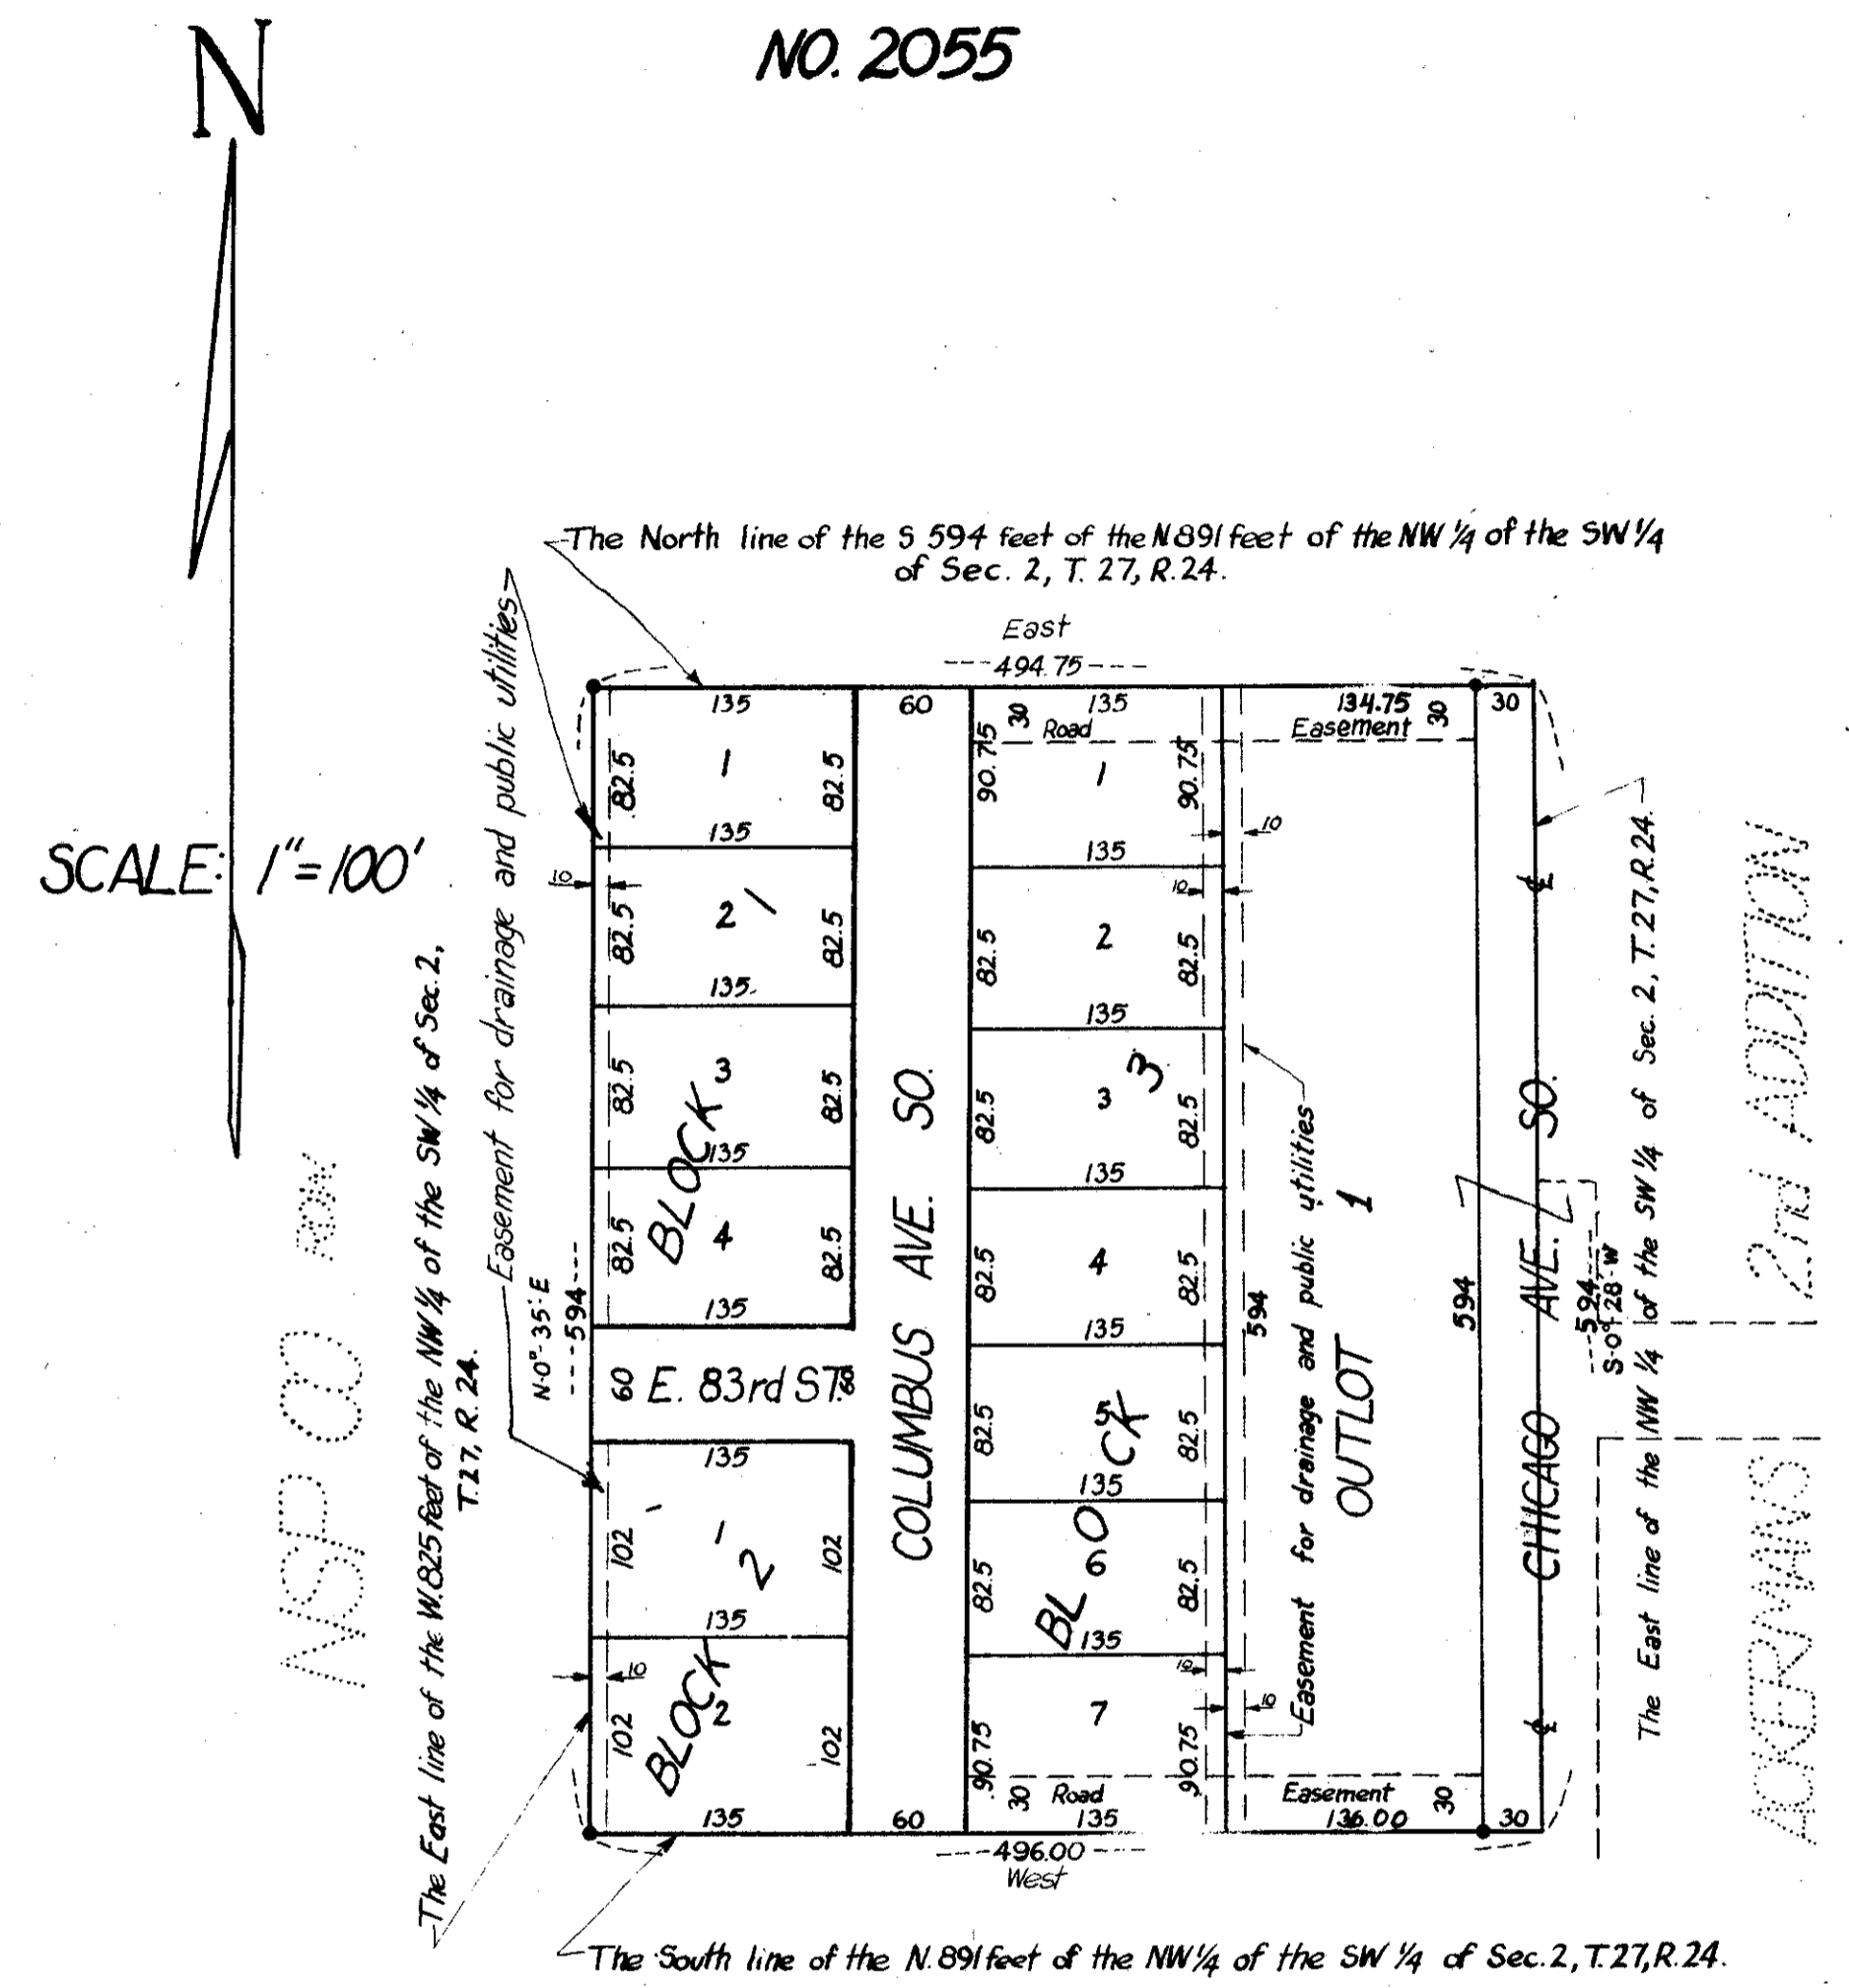 N
NO. 2055
SCALE: 1"=100'
The North line of the S 594 feet of the N 891 feet of the NW 1/4 of the SW 1/4
of Sec. 2, T. 27, R. 24.
East
---494.75---
135
60
135
134.75
30
30
Road
Easement
30
82.5
1
82.5
135
90.75
1
90.75
135
10
10
82.5
2
82.5
135
10
82.5
2
82.5
135
82.5
3
82.5
135
82.5
3
82.5
135
82.5
4
82.5
135
82.5
4
82.5
135
BLOCK 1
60
E. 83rd ST.
60
82.5
5
82.5
135
135
102
1
102
135
82.5
6
82.5
135
10
102
2
102
135
BLOCK 2
10
10
90.75
7
90.75
30
Road
Easement
30
60
135
136.00
30
BLOCK 3
---496.00---
West
COLUMBUS AVE. SO.
594
OUTLOT 1
594
CHICAGO AVE. SO.
℄
℄
---594---
S-0°-28'-W
N-0°-35'-E
---594---
Easement for drainage and public utilities
Easement for drainage and public utilities
The East line of the W. 825 feet of the NW 1/4 of the SW 1/4 of Sec. 2,
T. 27, R. 24.
The East line of the NW 1/4 of the SW 1/4 of Sec. 2, T. 27, R. 24.
NSP CO ROW
ACKERMANS 2nd ADDITION
The South line of the N. 891 feet of the NW 1/4 of the SW 1/4 of Sec. 2, T. 27, R. 24.